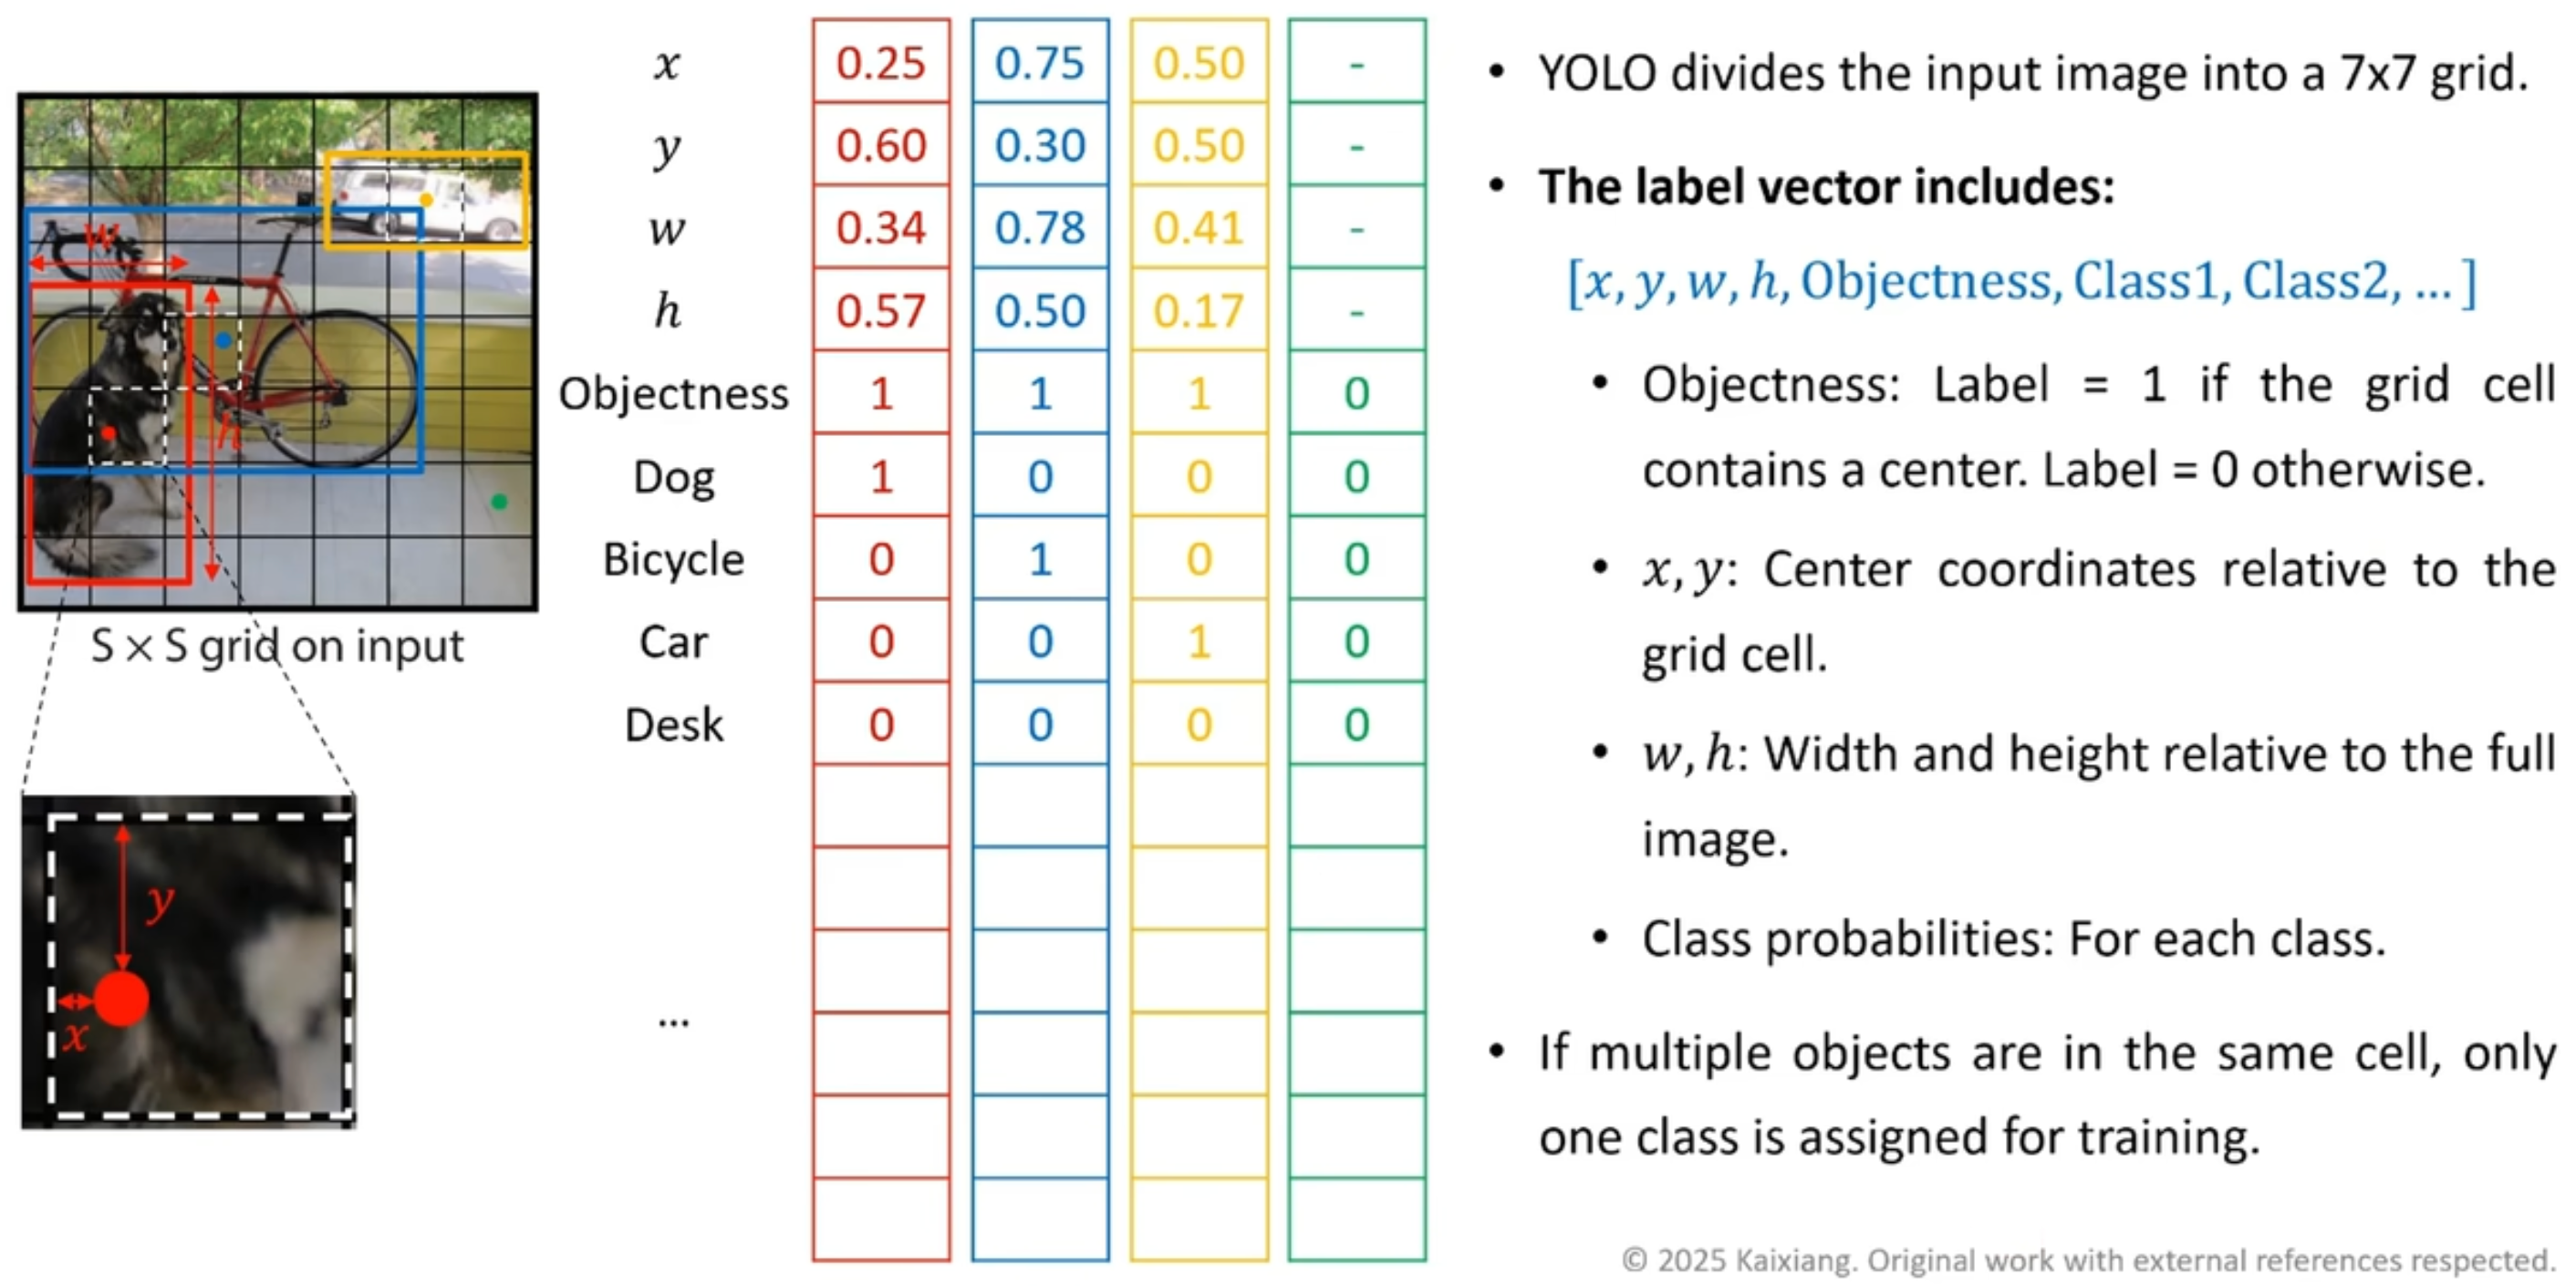 x 0.25 0.75 0.50 -
y 0.60 0.30 0.50 -
w 0.34 0.78 0.41 -
h 0.57 0.50 0.17 -
Objectness 1 1 1 0
Dog 1 0 0 0
Bicycle 0 1 0 0
Car 0 0 1 0
Desk 0 0 0 0
...
w
h
S × S grid on input
y
x
• YOLO divides the input image into a 7x7 grid.
• The label vector includes:
[x, y, w, h, Objectness, Class1, Class2, ...]
• Objectness: Label = 1 if the grid cell
contains a center. Label = 0 otherwise.
• x, y: Center coordinates relative to the
grid cell.
• w, h: Width and height relative to the full
image.
• Class probabilities: For each class.
• If multiple objects are in the same cell, only
one class is assigned for training.
© 2025 Kaixiang. Original work with external references respected.